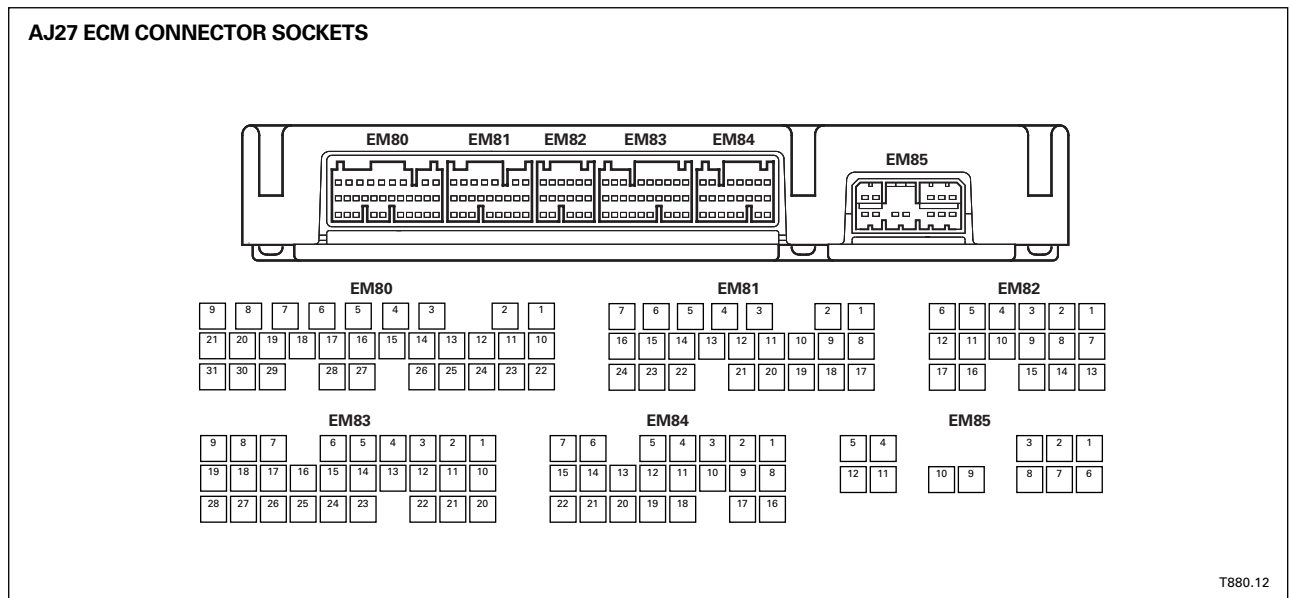 AJ27 ECM CONNECTOR SOCKETS
EM80 EM81 EM82 EM83 EM84
EM85
EM80 EM81 EM82
9 8 7 6 5 4 3 2 1 7 6 5 4 3 2 1 6 5 4 3 2 1
21 20 19 18 17 16 15 14 13 12 11 10 16 15 14 13 12 11 10 9 8 12 11 10 9 8 7
31 30 29 28 27 26 25 24 23 22 24 23 22 21 20 19 18 17 17 16 15 14 13
EM83 EM84 EM85
9 8 7 6 5 4 3 2 1 7 6 5 4 3 2 1 5 4 3 2 1
19 18 17 16 15 14 13 12 11 10 15 14 13 12 11 10 9 8 12 11 10 9 8 7 6
28 27 26 25 24 23 22 21 20 22 21 20 19 18 17 16
T880.12